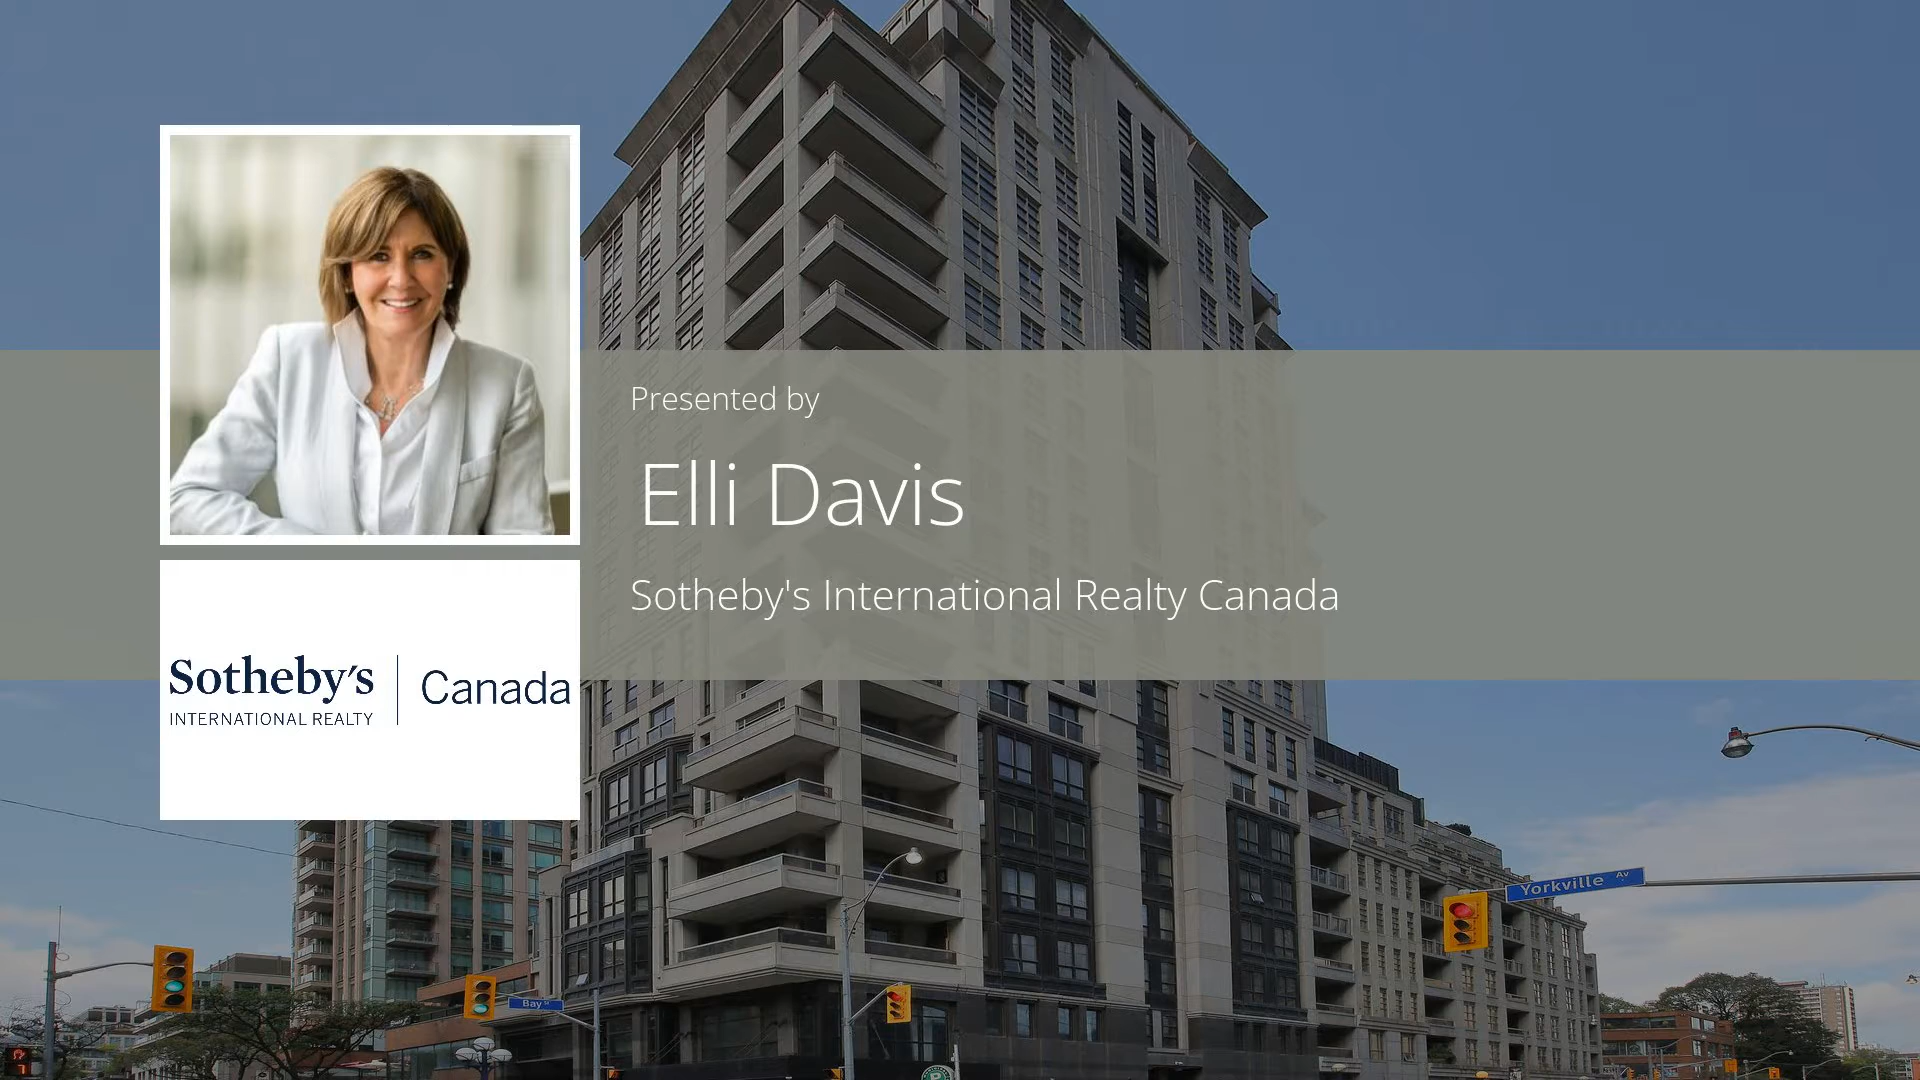 Presented by
Elli Davis
Sotheby's International Realty Canada
Sotheby's
INTERNATIONAL REALTY
Canada
Yorkville Av
Bay St